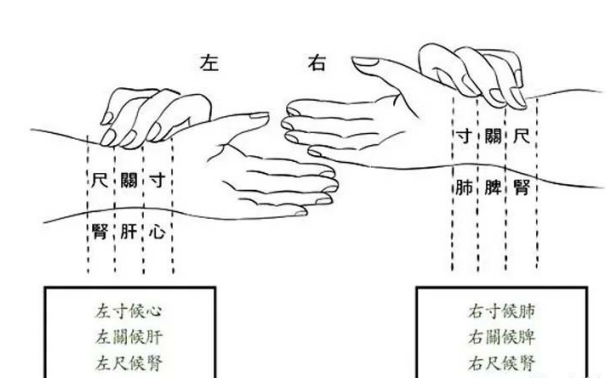 左 右
寸 關 尺
肺 脾 腎
尺 關 寸
腎 肝 心
左寸候心
左關候肝
左尺候腎
右寸候肺
右關候牌
右尺候腎